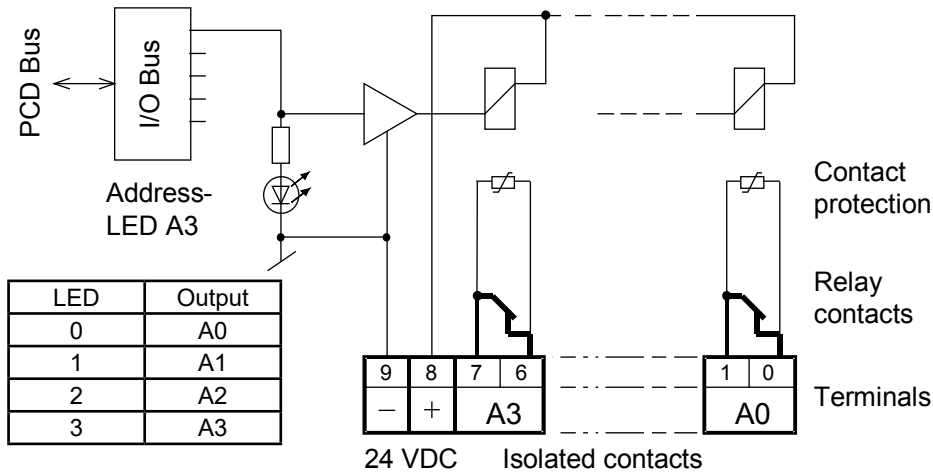 PCD Bus
I/O Bus
Address-
LED A3
Contact
protection
Relay
contacts
LED Output
0 A0
1 A1
2 A2
3 A3
9 8 7 6 1 0
− + A3 A0
Terminals
24 VDC Isolated contacts